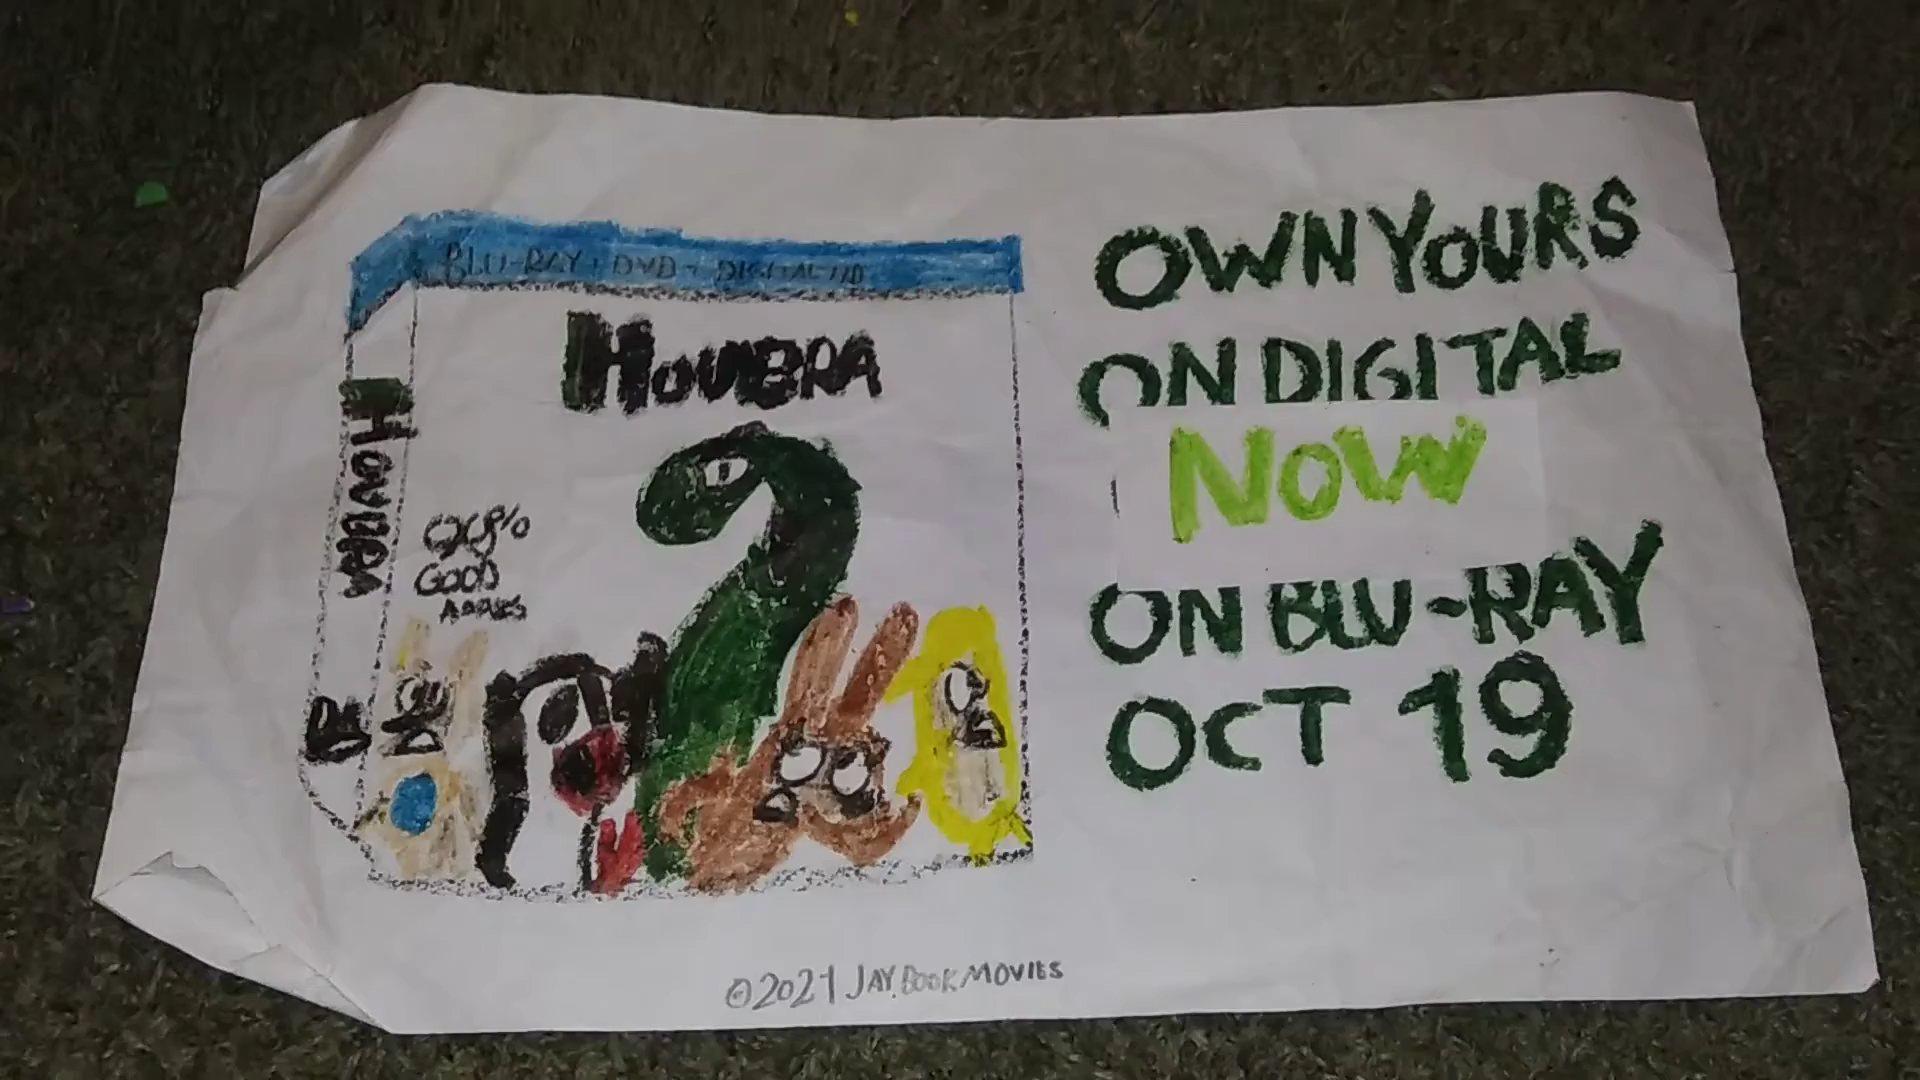 BLU-RAY + DVD + DIGITAL HD
HOUBRA
HOUBRA
98%
GOOD
OWN YOURS
ON DIGITAL
NOW
ON BLU-RAY
OCT 19
©2021 JAY.BOOK MOVIES